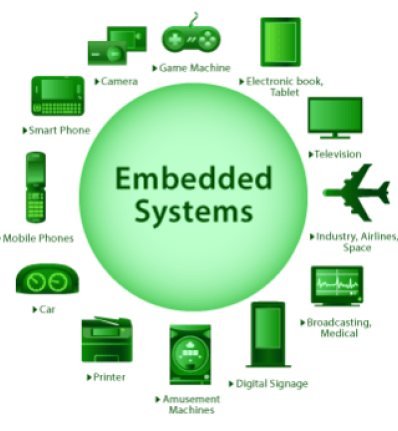 Embedded
Systems
▸Game Machine
▸Electronic book,
Tablet
▸Television
▸Industry, Airlines,
Space
▸Broadcasting,
Medical
▸Digital Signage
▸Amusement
Machines
▸Printer
▸Car
▸Mobile Phones
▸Smart Phone
▸Camera